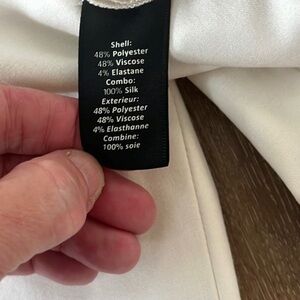 Shell:
48% Polyester
48% Viscose
4% Elastane
Combo:
100% Silk
Exterieur:
48% Polyester
48% Viscose
4% Elasthanne
Combine:
100% soie